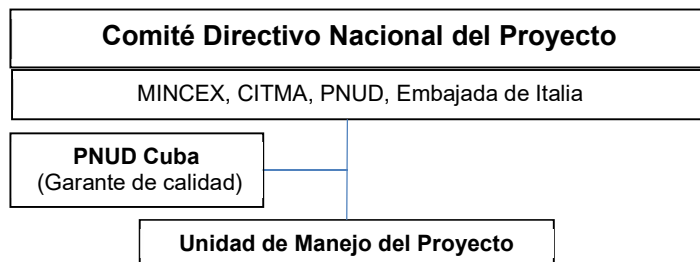 Comité Directivo Nacional del Proyecto
MINCEX, CITMA, PNUD, Embajada de Italia
PNUD Cuba
(Garante de calidad)
Unidad de Manejo del Proyecto